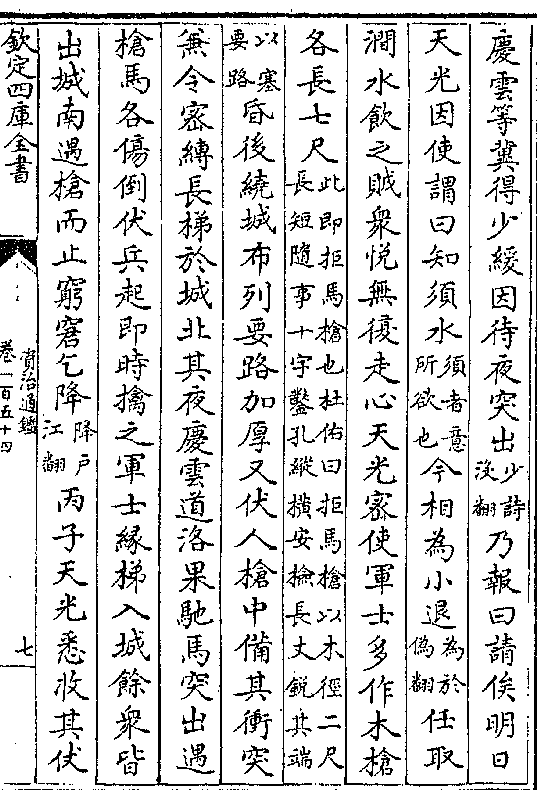 慶雲等冀得少緩因待夜突出少詩沒翻乃報曰請俟明日
天光因使謂曰知須水須者意所欲也今相為小退為於偽翻任取
澗水飲之賊衆悦無復走心天光密使軍士多作木槍
各長七尺此即拒馬槍也杜佑曰拒馬槍以木徑二尺長短隨事十字鑿孔縱橫安檢長丈鋭其端
以塞要路昏後繞城布列要路加厚又伏人槍中備其衝突
兼令密縛長梯於城北其夜慶雲道洛果馳馬突出遇
槍馬各傷倒伏兵起即時擒之軍士緣梯入城餘衆皆
出城南遇槍而止窮窘乞降降戶江翻丙子天光悉收其仗
欽定四庫全書
資治通鑑
卷一百五十四
七